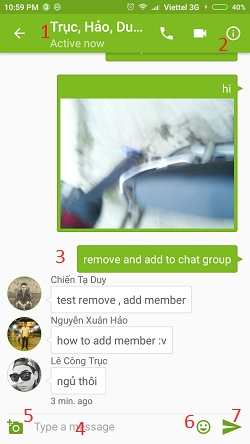 10:59 PM Viettel 3G 40%
1 Trục, Hảo, Du...
Active now
2
hi
3 remove and add to chat group
Chiến Tạ Duy
test remove , add member
Nguyễn Xuân Hảo
how to add member :v
Lê Công Trục
ngủ thôi
3 min. ago
5 6 7
Type a message
4